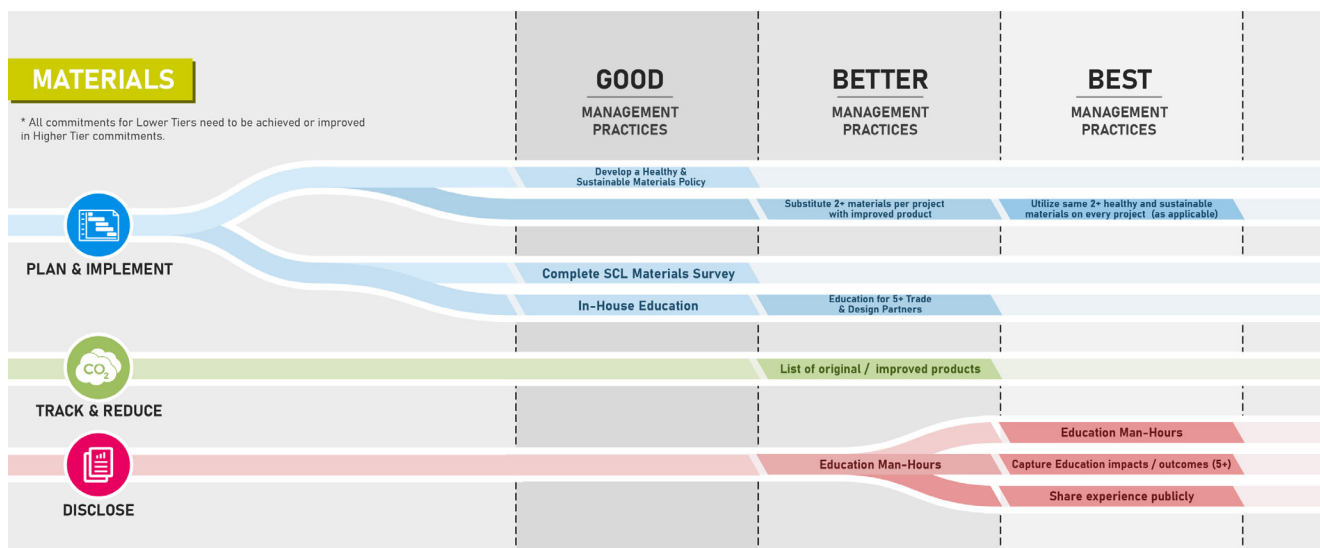 MATERIALS
* All commitments for Lower Tiers need to be achieved or improved
in Higher Tier commitments.
GOOD
MANAGEMENT
PRACTICES
BETTER
MANAGEMENT
PRACTICES
BEST
MANAGEMENT
PRACTICES
PLAN & IMPLEMENT
Develop a Healthy &
Sustainable Materials Policy
Substitute 2+ materials per project
with improved product
Utilize same 2+ healthy and sustainable
materials on every project (as applicable)
Complete SCL Materials Survey
In-House Education
Education for 5+ Trade
& Design Partners
CO2
TRACK & REDUCE
List of original / improved products
DISCLOSE
Education Man-Hours
Education Man-Hours
Capture Education impacts / outcomes (5+)
Share experience publicly